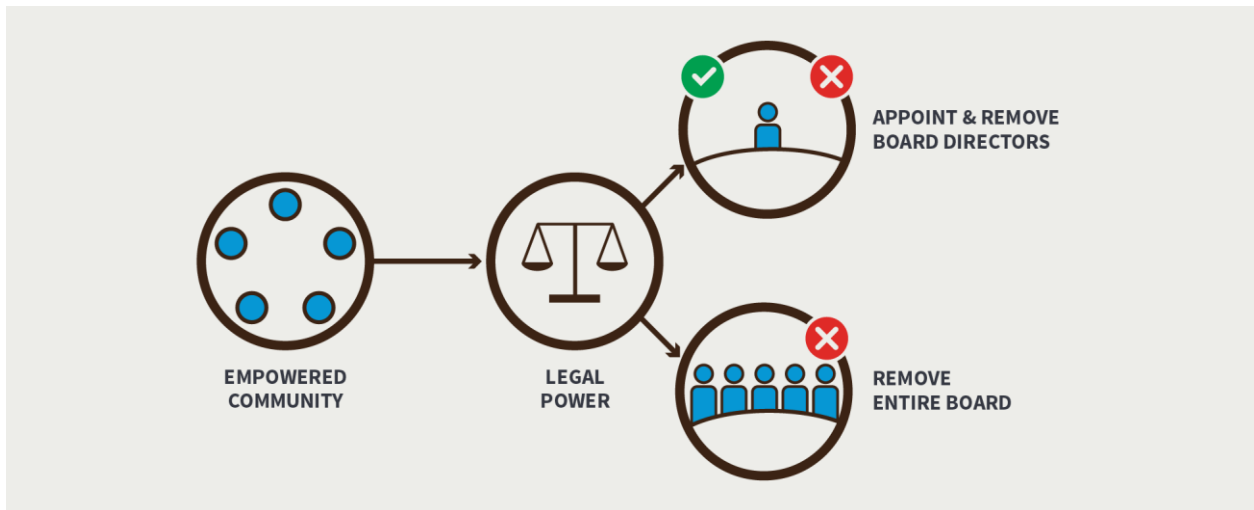 APPOINT & REMOVE
BOARD DIRECTORS
EMPOWERED
COMMUNITY
LEGAL
POWER
REMOVE
ENTIRE BOARD